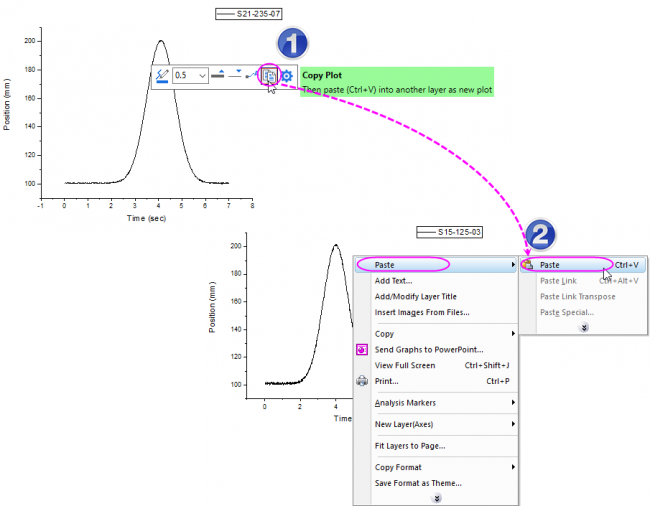 S21-235-07
1
0.5
Copy Plot
Then paste (Ctrl+V) into another layer as new plot
Position (mm)
200
180
160
140
120
100
-1 0 1 2 3 4 5 6 7 8
Time (sec)
2
S15-125-03
Position (mm)
200
180
160
140
120
100
0 2 4
Time
Paste
Add Text...
Add/Modify Layer Title
Insert Images From Files...
Copy
Send Graphs to PowerPoint...
View Full Screen Ctrl+Shift+J
Print... Ctrl+P
Analysis Markers
New Layer(Axes)
Fit Layers to Page...
Copy Format
Save Format as Theme...
Paste Ctrl+V
Paste Link Ctrl+Alt+V
Paste Link Transpose
Paste Special...